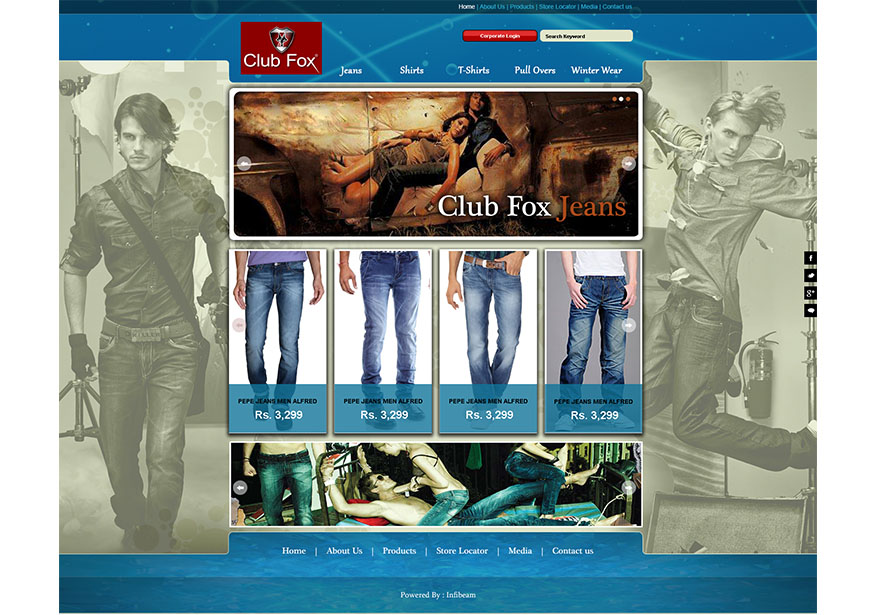 Home | About Us | Products | Store Locator | Media | Contact us
Corporate Login
Search Keyword
Club Fox
Jeans Shirts T-Shirts Pull Overs Winter Wear
Club Fox Jeans
PEPE JEANS MEN ALFRED
Rs. 3,299
PEPE JEANS MEN ALFRED
Rs. 3,299
PEPE JEANS MEN ALFRED
Rs. 3,299
PEPE JEANS MEN ALFRED
Rs. 3,299
Home | About Us | Products | Store Locator | Media | Contact us
Powered By : Infibeam